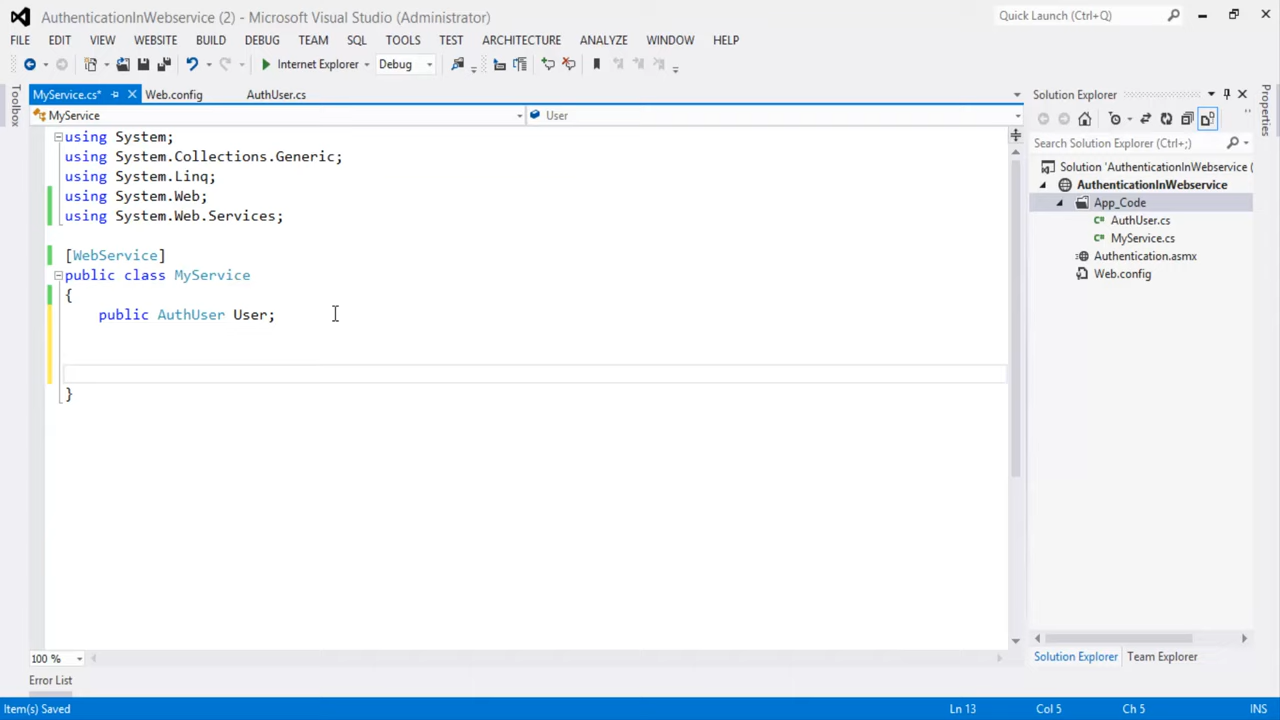 AuthenticationInWebservice (2) - Microsoft Visual Studio (Administrator)
Quick Launch (Ctrl+Q)
FILE EDIT VIEW WEBSITE BUILD DEBUG TEAM SQL TOOLS TEST ARCHITECTURE ANALYZE WINDOW HELP
Internet Explorer Debug
Toolbox
MyService.cs* Web.config AuthUser.cs
MyService User
using System;
using System.Collections.Generic;
using System.Linq;
using System.Web;
using System.Web.Services;
[WebService]
public class MyService
{
public AuthUser User;
}
100 %
Solution Explorer
Search Solution Explorer (Ctrl+;)
Solution 'AuthenticationInWebservice (
AuthenticationInWebservice
App_Code
AuthUser.cs
MyService.cs
Authentication.asmx
Web.config
Solution Explorer Team Explorer
Properties
Error List
Item(s) Saved Ln 13 Col 5 Ch 5 INS